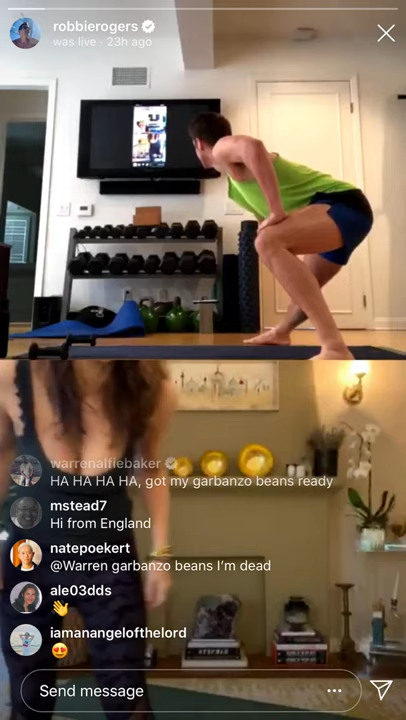 robbierogers
was live · 23h ago
warrenalfiebaker
HA HA HA HA, got my garbanzo beans ready
mstead7
Hi from England
natepoekert
@Warren garbanzo beans I'm dead
ale03dds
👋
iamanangelofthelord
😍
Send message